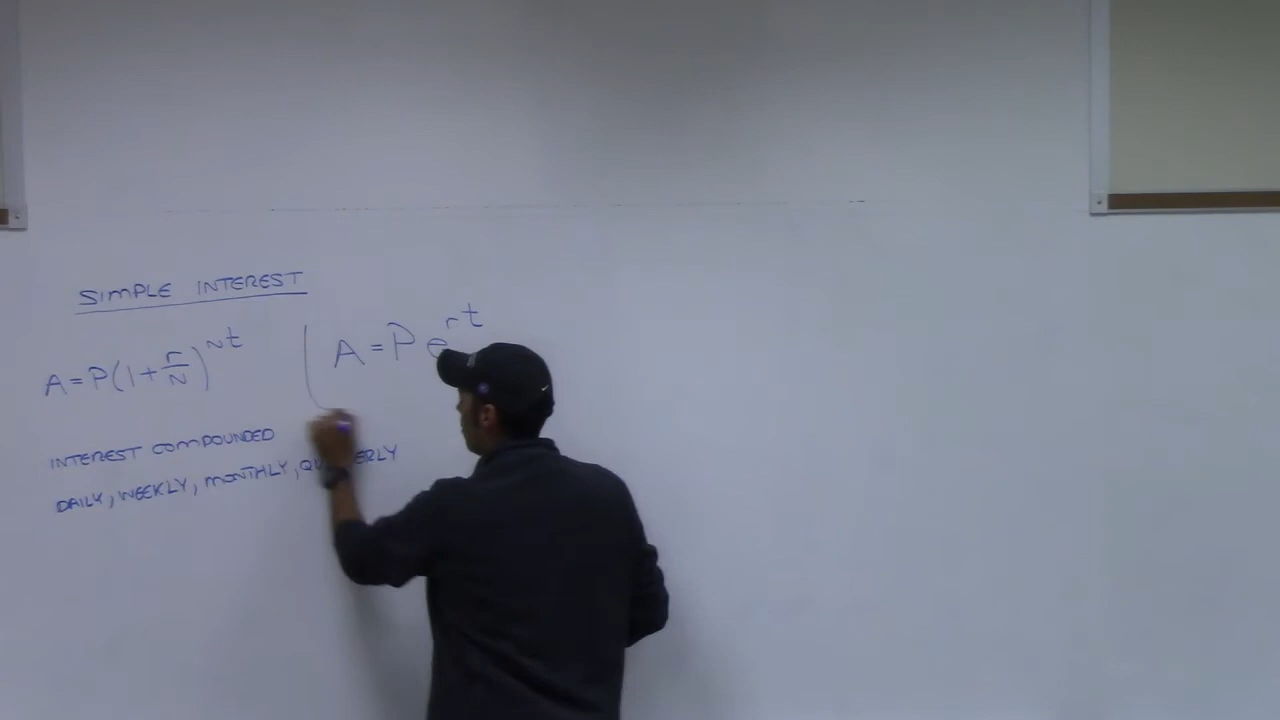 SIMPLE INTEREST
A = P(1 + r/N)^Nt
A = Pe^rt
INTEREST COMPOUNDED
DAILY, WEEKLY, MONTHLY,